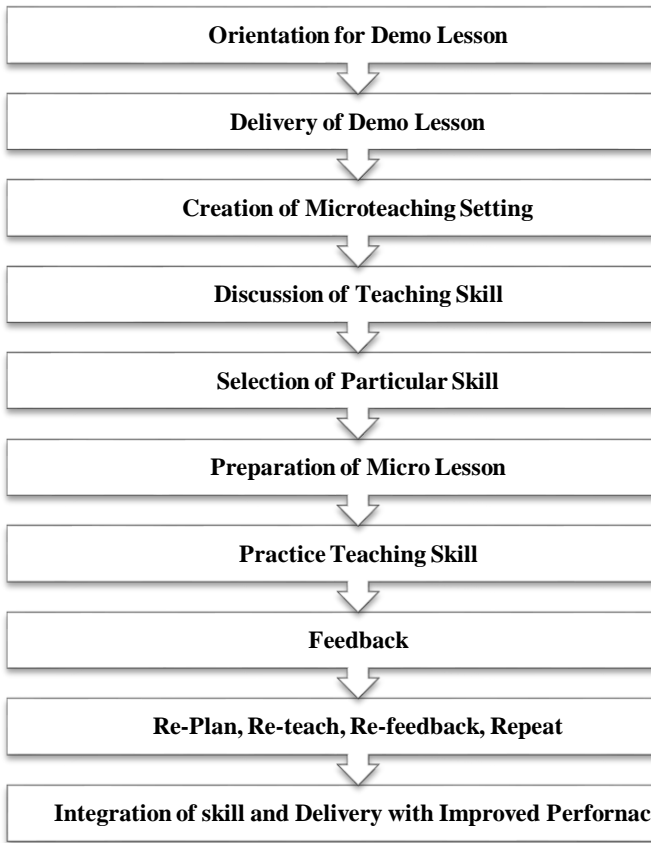 Orientation for Demo Lesson
Delivery of Demo Lesson
Creation of Microteaching Setting
Discussion of Teaching Skill
Selection of Particular Skill
Preparation of Micro Lesson
Practice Teaching Skill
Feedback
Re-Plan, Re-teach, Re-feedback, Repeat
Integration of skill and Delivery with Improved Perfornac